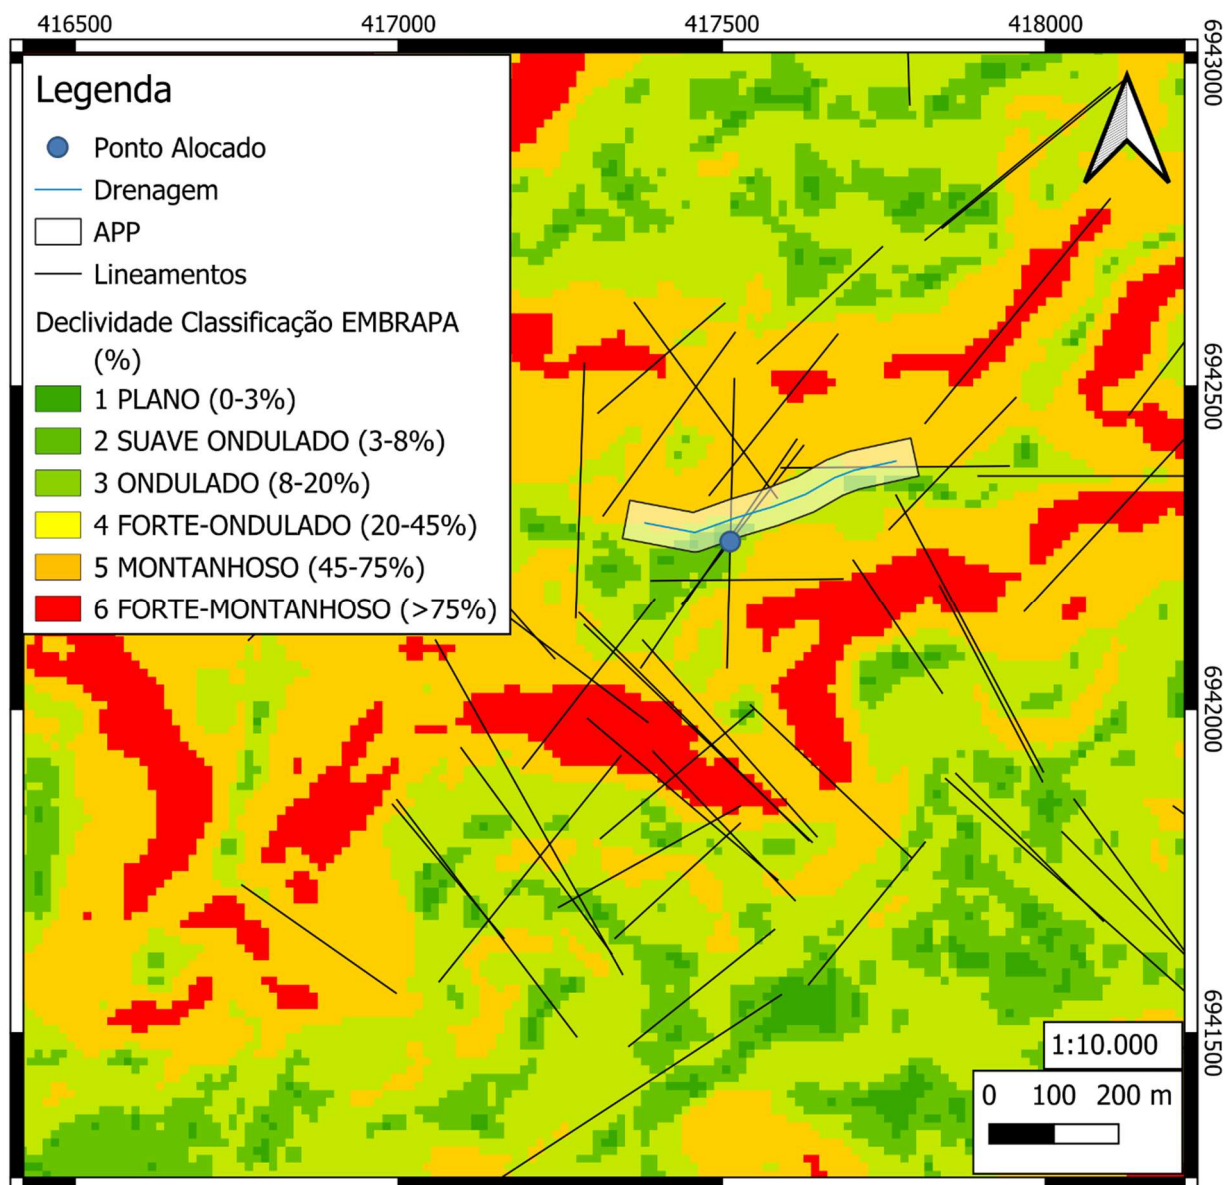 416500 417000 417500 418000
6943000
6942500
6942000
6941500
Legenda
Ponto Alocado
Drenagem
APP
Lineamentos
Declividade Classificação EMBRAPA
(%)
1 PLANO (0-3%)
2 SUAVE ONDULADO (3-8%)
3 ONDULADO (8-20%)
4 FORTE-ONDULADO (20-45%)
5 MONTANHOSO (45-75%)
6 FORTE-MONTANHOSO (>75%)
1:10.000
0 100 200 m